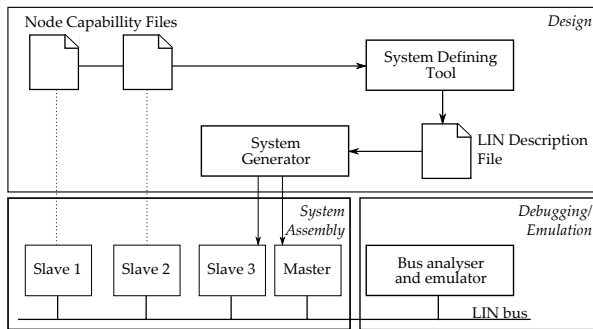 Node Capabillity Files
Design
System Defining
Tool
System
Generator
LIN Description
File
System
Assembly
Debugging/
Emulation
Slave 1
Slave 2
Slave 3
Master
Bus analyser
and emulator
LIN bus